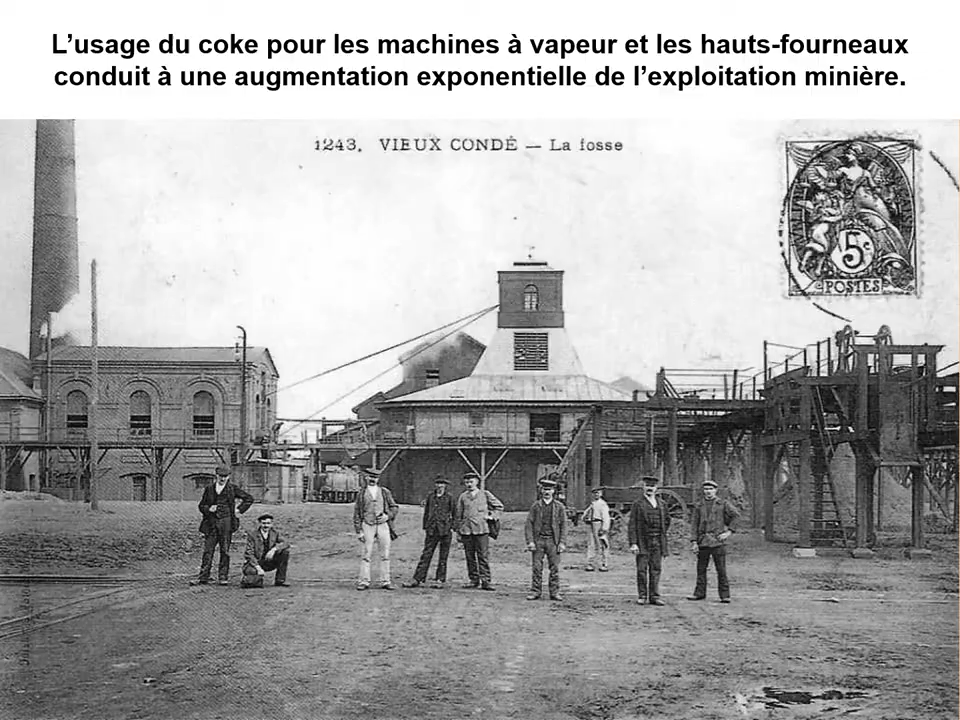 L’usage du coke pour les machines à vapeur et les hauts-fourneaux
conduit à une augmentation exponentielle de l’exploitation minière.
1243. VIEUX CONDÉ — La fosse
5c
POSTES